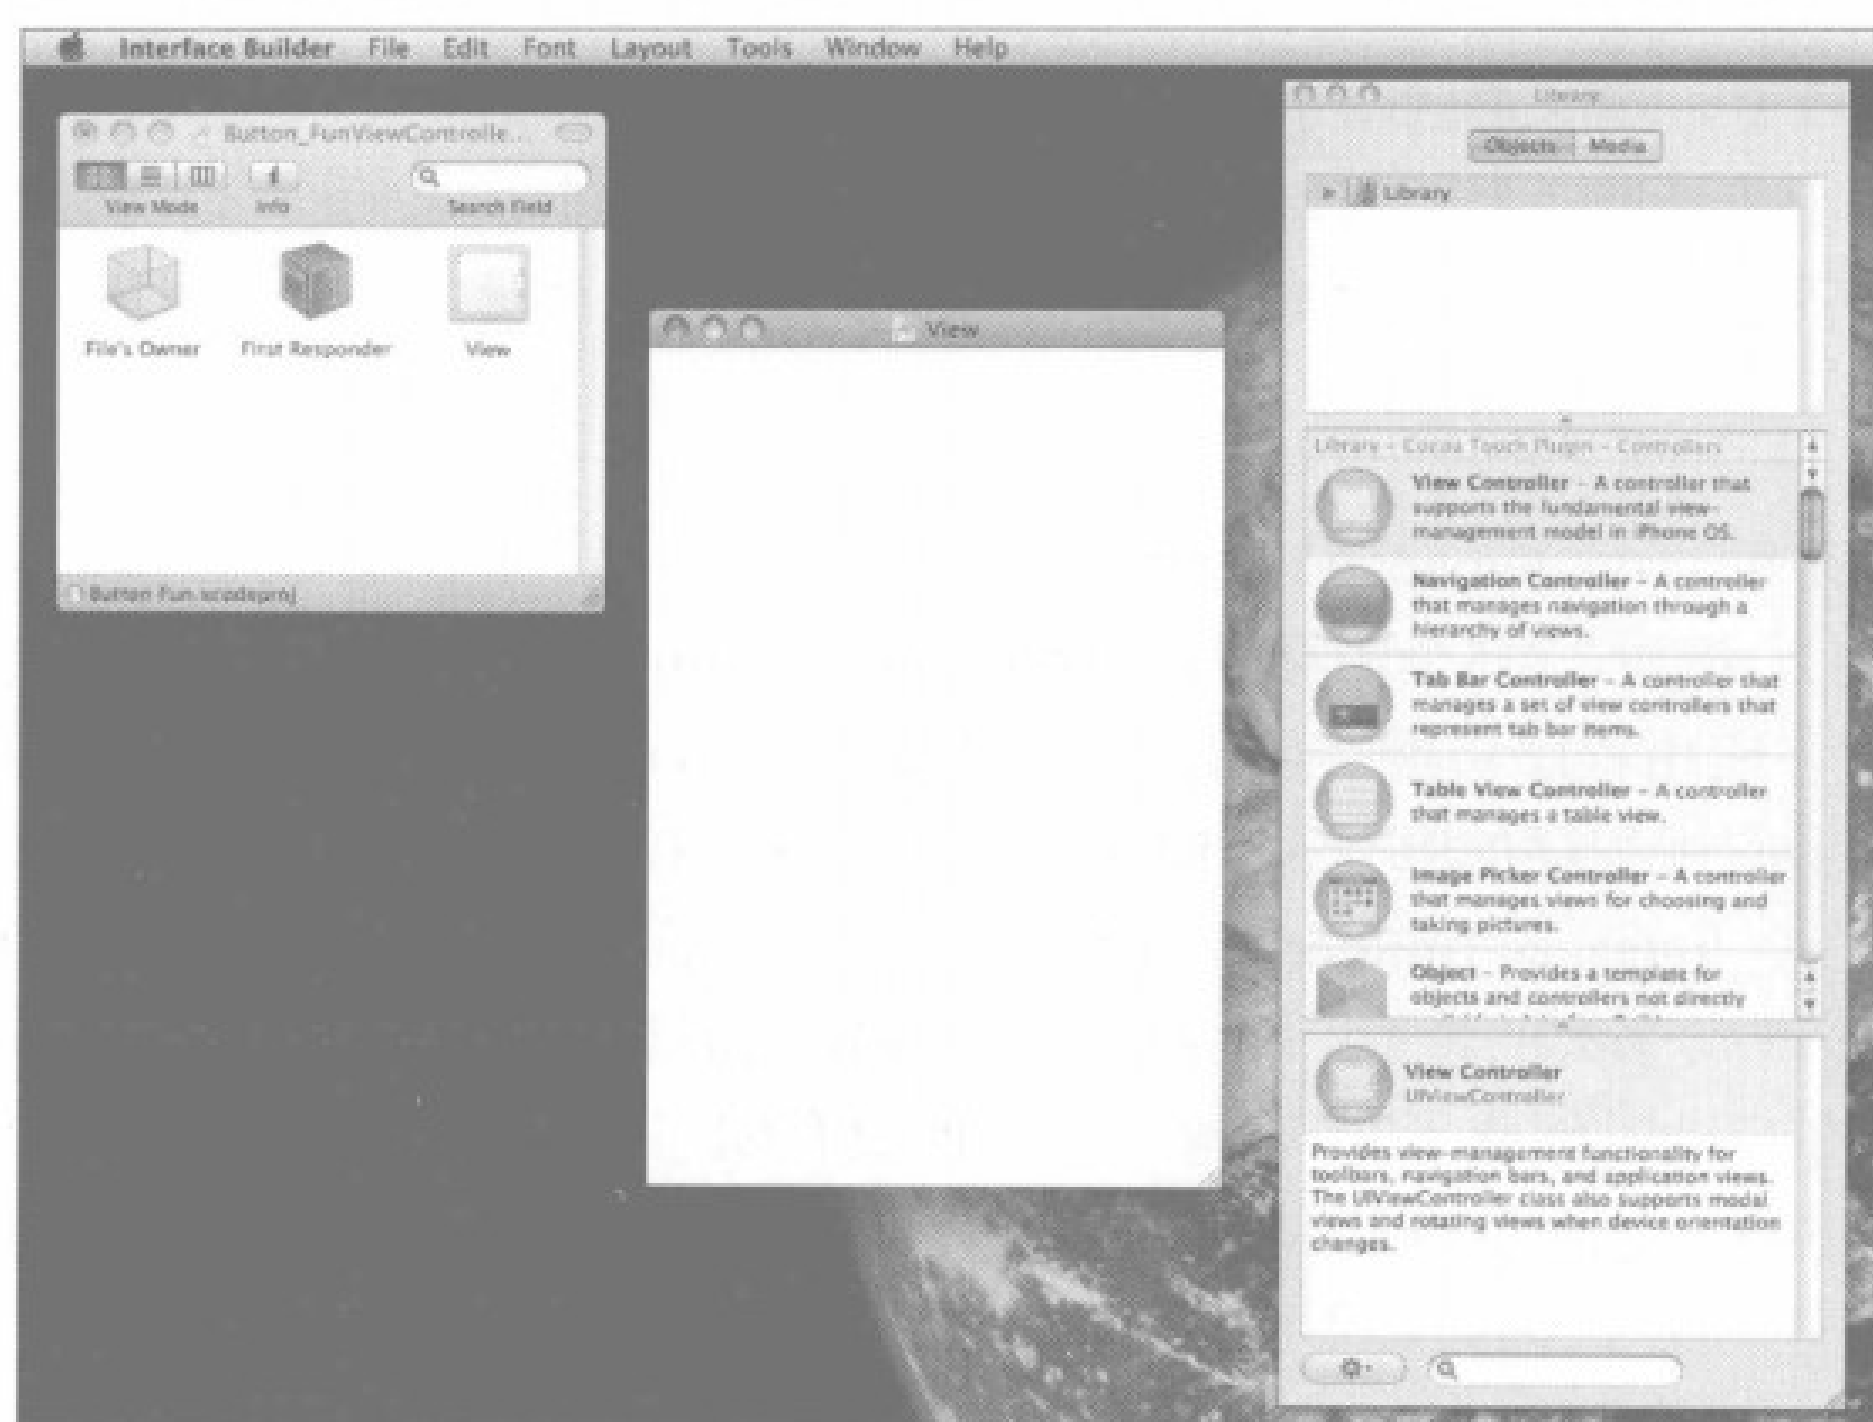 Interface Builder File Edit Font Layout Tools Window Help
Button_FunViewControlle...
View Mode Info Search Field
File's Owner First Responder View
Button Fun.xcodeproj
View
Library
Objects Media
Library
Library - Cocoa Touch Plugin - Controllers
View Controller - A controller that
supports the fundamental view-
management model in iPhone OS.
Navigation Controller - A controller
that manages navigation through a
hierarchy of views.
Tab Bar Controller - A controller that
manages a set of view controllers that
represent tab bar items.
Table View Controller - A controller
that manages a table view.
Image Picker Controller - A controller
that manages views for choosing and
taking pictures.
Object - Provides a template for
objects and controllers not directly
View Controller
UIViewController
Provides view-management functionality for
toolbars, navigation bars, and application views.
The UIViewController class also supports modal
views and rotating views when device orientation
changes.